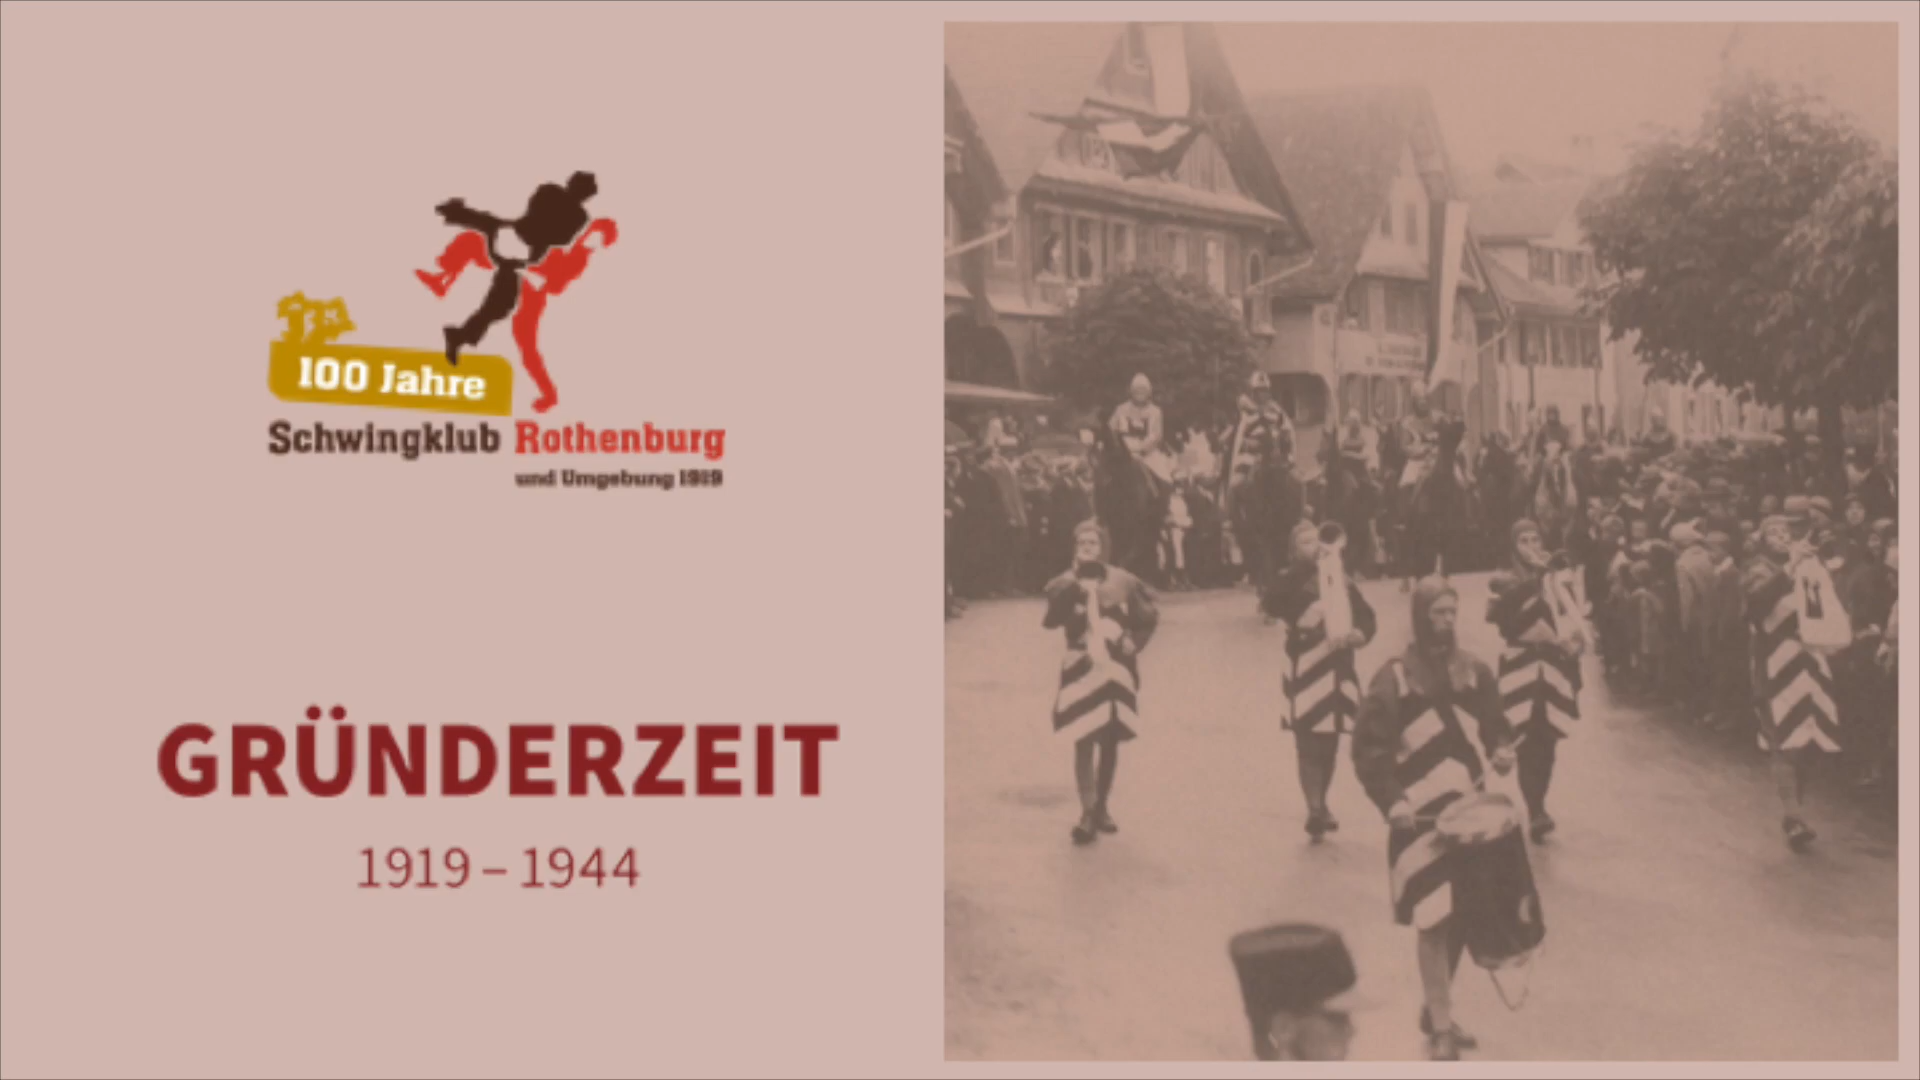 100 Jahre
Schwingklub Rothenburg
und Umgebung 1919
GRÜNDERZEIT
1919 – 1944